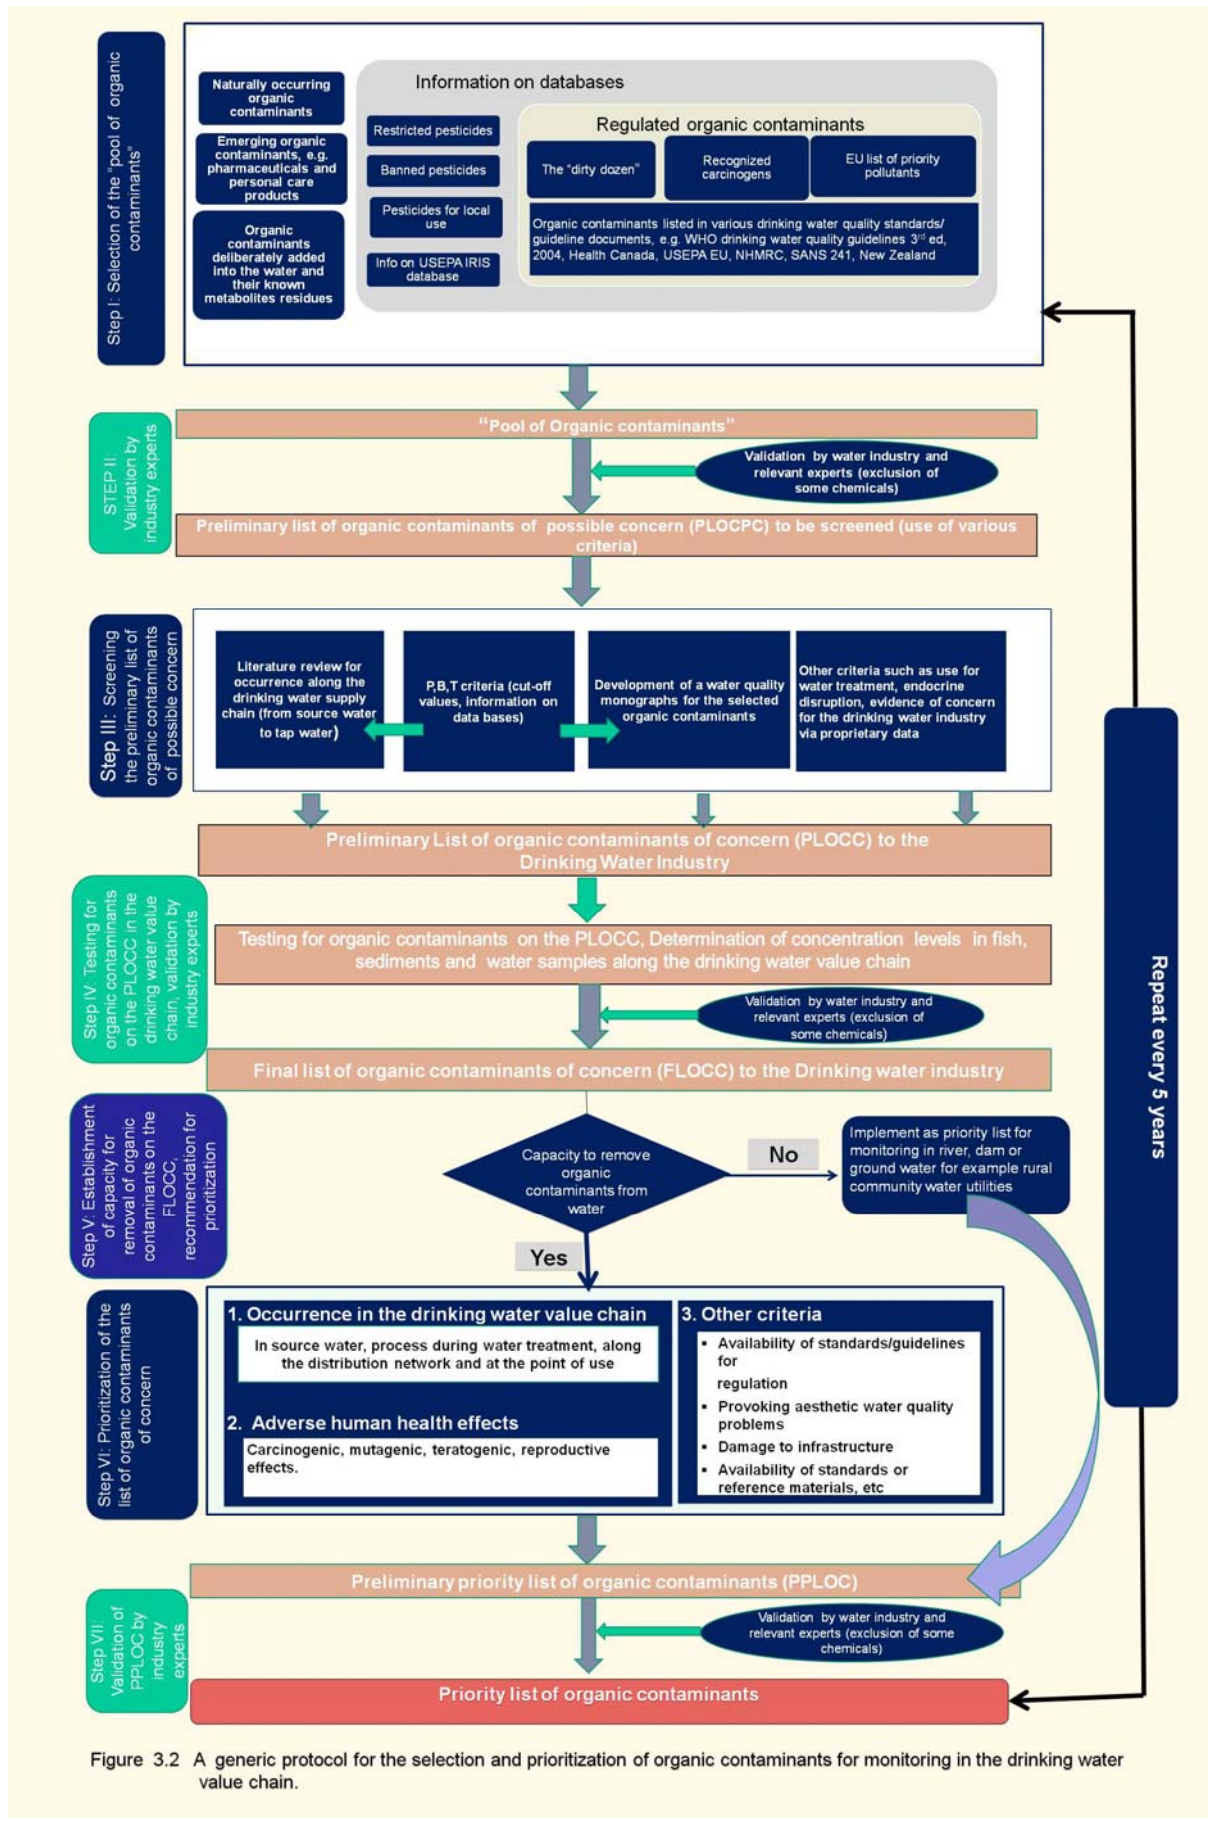 Step I: Selection of the "pool of organic
contaminants"
Naturally occurring
organic
contaminants
Emerging organic
contaminants, e.g.
pharmaceuticals and
personal care
products
Organic
contaminants
deliberately added
into the water and
their known
metabolites residues
Information on databases
Restricted pesticides
Banned pesticides
Pesticides for local
use
Info on USEPA IRIS
database
Regulated organic contaminants
The "dirty dozen"
Recognized
carcinogens
EU list of priority
pollutants
Organic contaminants listed in various drinking water quality standards/
guideline documents, e.g. WHO drinking water quality guidelines 3rd ed,
2004, Health Canada, USEPA EU, NHMRC, SANS 241, New Zealand
STEP II:
Validation by
industry experts
"Pool of Organic contaminants"
Validation by water industry and
relevant experts (exclusion of
some chemicals)
Preliminary list of organic contaminants of possible concern (PLOCPC) to be screened (use of various
criteria)
Step III: Screening
the preliminary list of
organic contaminants
of possible concern
Literature review for
occurrence along the
drinking water supply
chain (from source water
to tap water)
P,B,T criteria (cut-off
values, information on
data bases)
Development of a water quality
monographs for the selected
organic contaminants
Other criteria such as use for
water treatment, endocrine
disruption, evidence of concern
for the drinking water industry
via proprietary data
Preliminary List of organic contaminants of concern (PLOCC) to the
Drinking Water Industry
Step IV: Testing for
organic contaminants
on the PLOCC in the
drinking water value
chain, validation by
industry experts
Testing for organic contaminants on the PLOCC, Determination of concentration levels in fish,
sediments and water samples along the drinking water value chain
Validation by water industry and
relevant experts (exclusion of
some chemicals)
Final list of organic contaminants of concern (FLOCC) to the Drinking water industry
Step V: Establishment
of capacity for
removal of organic
contaminants on the
FLOCC,
recommendation for
prioritization
Capacity to remove
organic
contaminants from
water
No
Implement as priority list for
monitoring in river, dam or
ground water for example rural
community water utilities
Yes
Repeat every 5 years
Step VI: Prioritization of the
list of organic contaminants
of concern
1. Occurrence in the drinking water value chain
In source water, process during water treatment, along
the distribution network and at the point of use
2. Adverse human health effects
Carcinogenic, mutagenic, teratogenic, reproductive
effects.
3. Other criteria
▪ Availability of standards/guidelines
for
regulation
▪ Provoking aesthetic water quality
problems
▪ Damage to infrastructure
▪ Availability of standards or
reference materials, etc
Preliminary priority list of organic contaminants (PPLOC)
Step VII:
Validation of
PPLOC by
industry
experts
Validation by water industry and
relevant experts (exclusion of some
chemicals)
Priority list of organic contaminants
Figure 3.2 A generic protocol for the selection and prioritization of organic contaminants for monitoring in the drinking water
value chain.